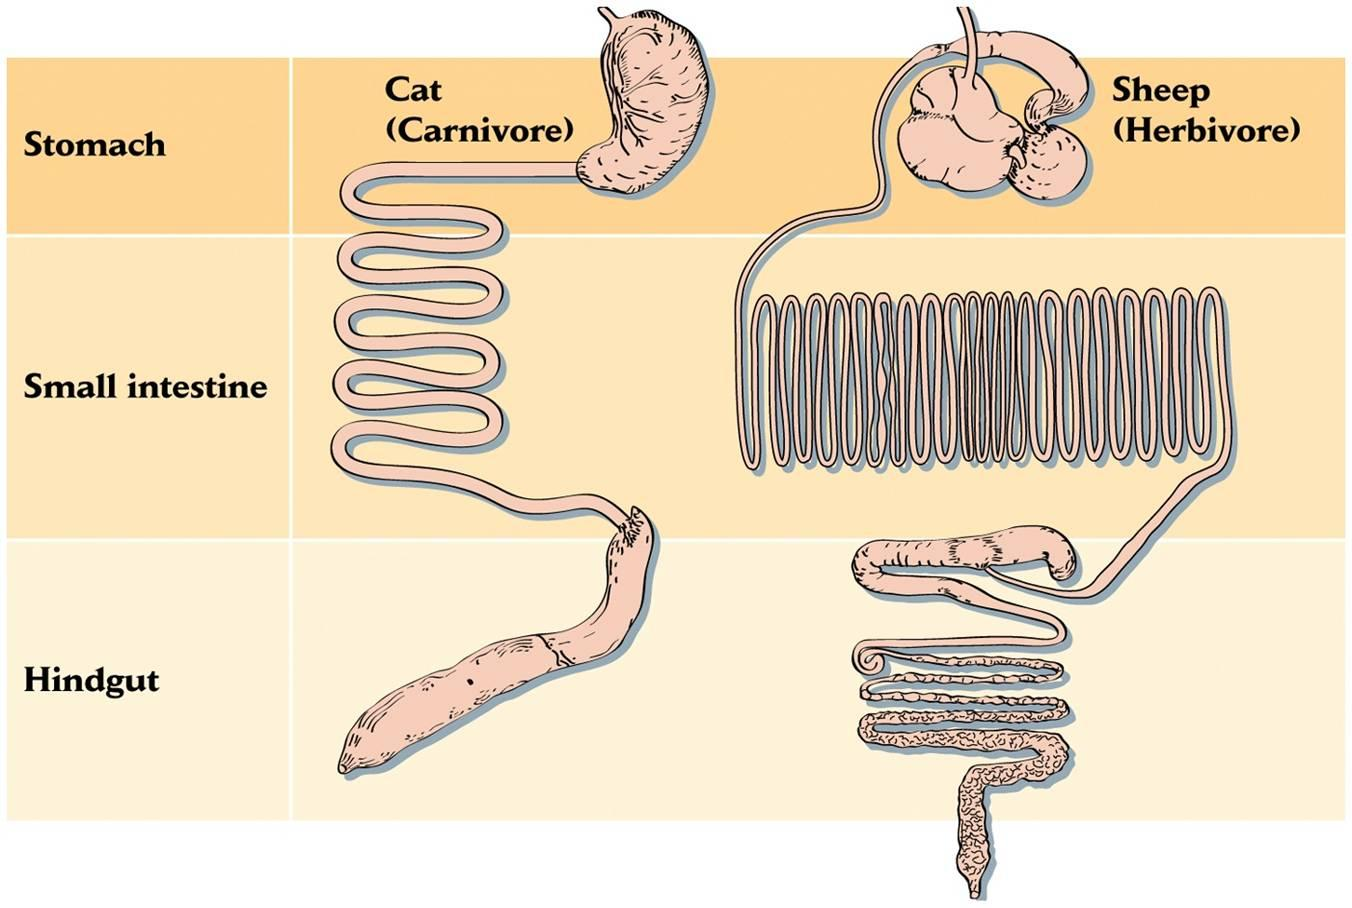 Cat
(Carnivore)
Sheep
(Herbivore)
Stomach
Small intestine
Hindgut